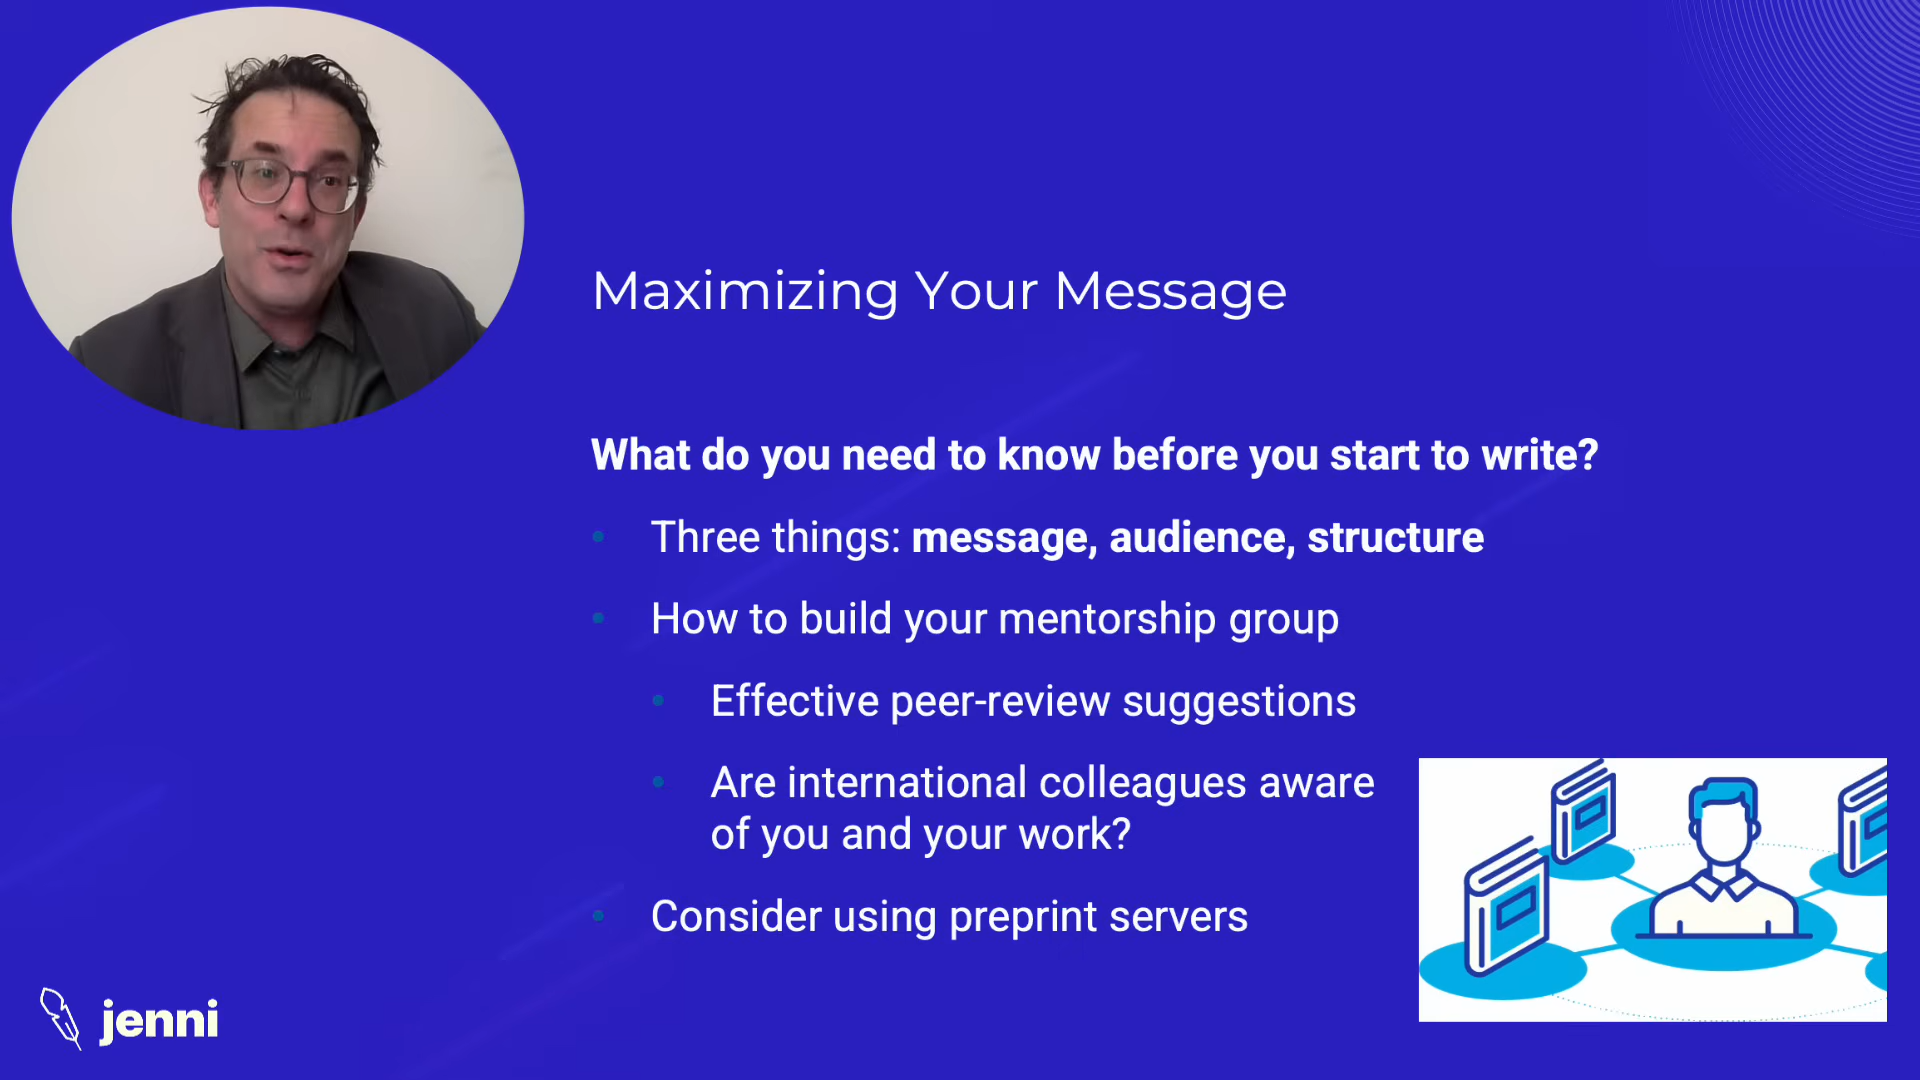 Maximizing Your Message
What do you need to know before you start to write?
• Three things: message, audience, structure
• How to build your mentorship group
• Effective peer-review suggestions
• Are international colleagues aware
of you and your work?
• Consider using preprint servers
jenni